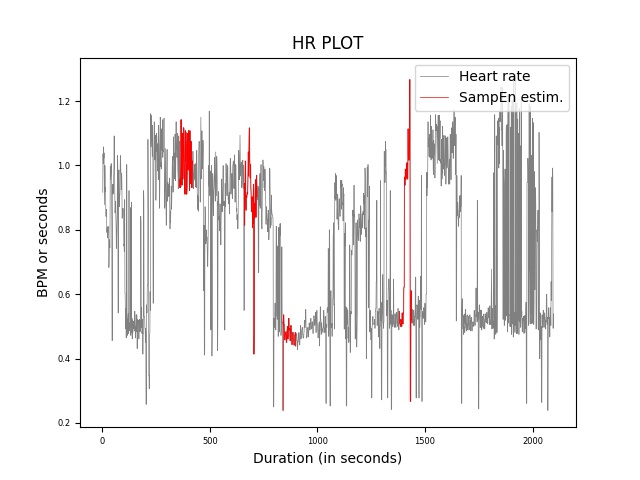 HR PLOT
Heart rate
SampEn estim.
BPM or seconds
1.2
1.0
0.8
0.6
0.4
0.2
0
500
1000
1500
2000
Duration (in seconds)